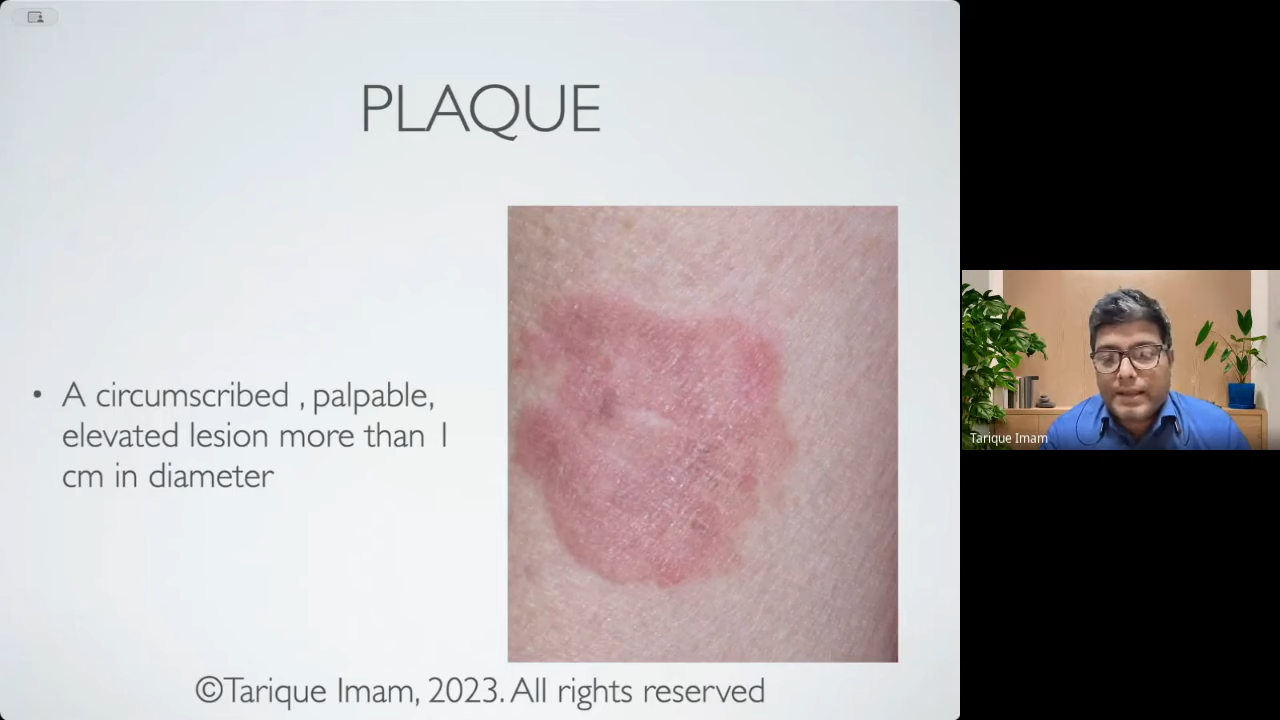 PLAQUE
• A circumscribed , palpable,
elevated lesion more than 1
cm in diameter
©Tarique Imam, 2023. All rights reserved
Tarique Imam